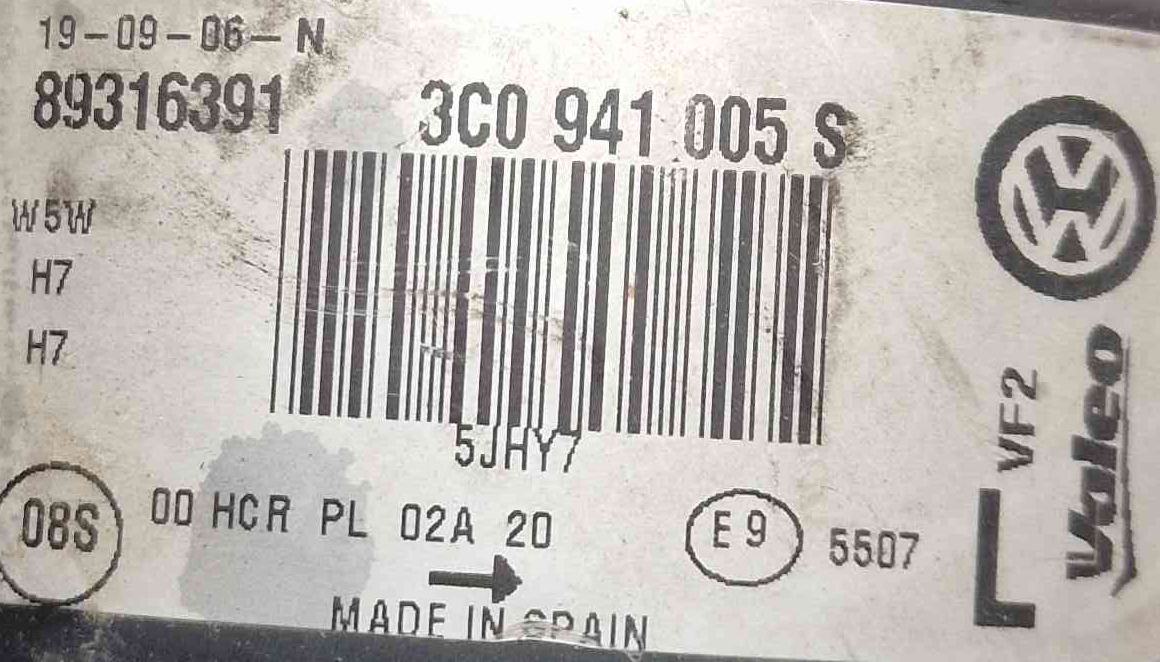 19-09-06-N
89316391
3C0 941 005 S
W5W
H7
H7
5JHY7
08S
00 HCR PL 02A 20
E9
5507
MADE IN SPAIN
L
VF2
Valeo